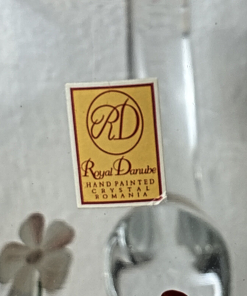 RD
Royal Danube
HAND PAINTED
CRYSTAL
ROMANIA